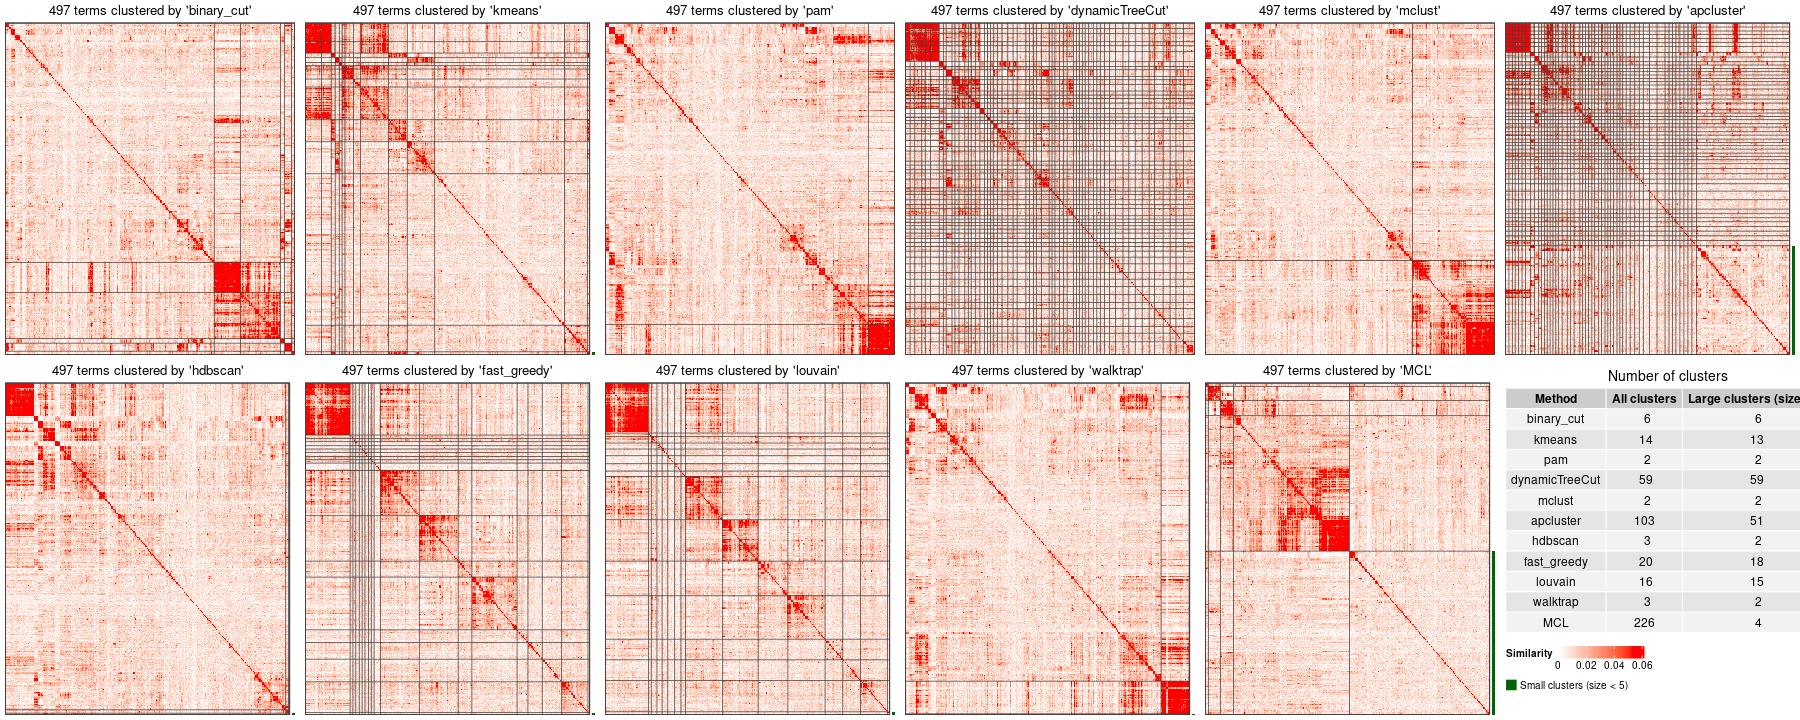 497 terms clustered by 'binary_cut'
497 terms clustered by 'kmeans'
497 terms clustered by 'pam'
497 terms clustered by 'dynamicTreeCut'
497 terms clustered by 'mclust'
497 terms clustered by 'apcluster'
497 terms clustered by 'hdbscan'
497 terms clustered by 'fast_greedy'
497 terms clustered by 'louvain'
497 terms clustered by 'walktrap'
497 terms clustered by 'MCL'
Number of clusters
Method All clusters Large clusters (size
binary_cut 6 6
kmeans 14 13
pam 2 2
dynamicTreeCut 59 59
mclust 2 2
apcluster 103 51
hdbscan 3 2
fast_greedy 20 18
louvain 16 15
walktrap 3 2
MCL 226 4
Similarity
0 0.02 0.04 0.06
Small clusters (size < 5)